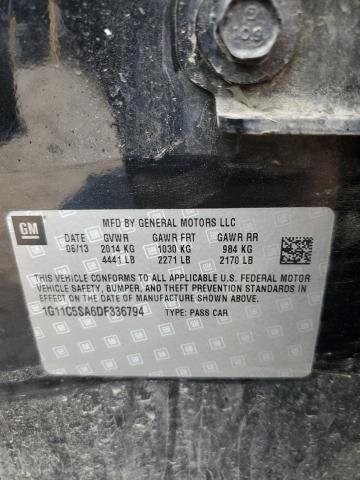 109
GM
MFD BY GENERAL MOTORS LLC
DATE GVWR GAWR FRT GAWR RR
06/13 2014 KG 1030 KG 984 KG
4441 LB 2271 LB 2170 LB
THIS VEHICLE CONFORMS TO ALL APPLICABLE U.S. FEDERAL MOTOR
VEHICLE SAFETY, BUMPER, AND THEFT PREVENTION STANDARDS
IN EFFECT ON THE DATE OF MANUFACTURE SHOWN ABOVE.
1G11C5SA6DF336794 TYPE: PASS CAR